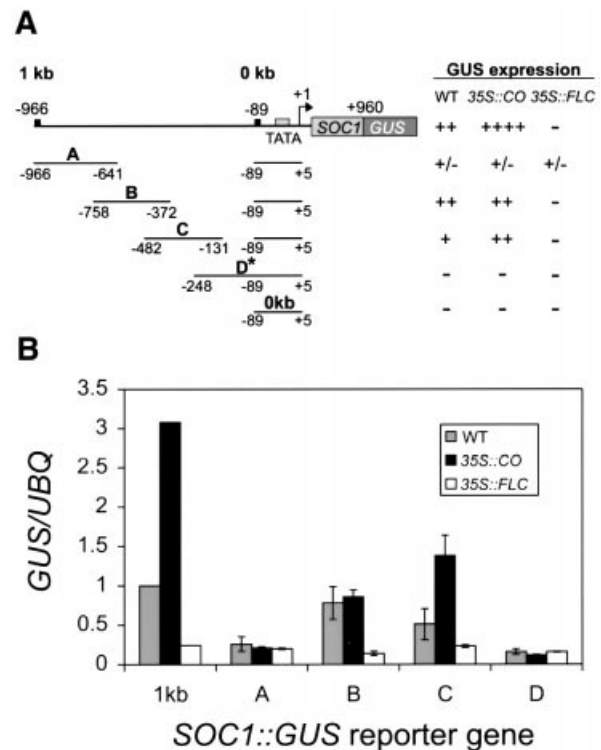 A
1 kb 0 kb GUS expression
+1 WT 35S::CO 35S::FLC
-966 -89 +960
TATA SOC1 GUS ++ ++++ -
A +/- +/- +/-
-966 -641 -89 +5
B ++ ++ -
-758 -372 -89 +5
C + ++ -
-482 -131 -89 +5
D* - - -
-248 -89 +5
0kb - - -
-89 +5
B
3.5
3
2.5
2
1.5
1
0.5
0
GUS/UBQ
WT
35S::CO
35S::FLC
1kb A B C D
SOC1::GUS reporter gene